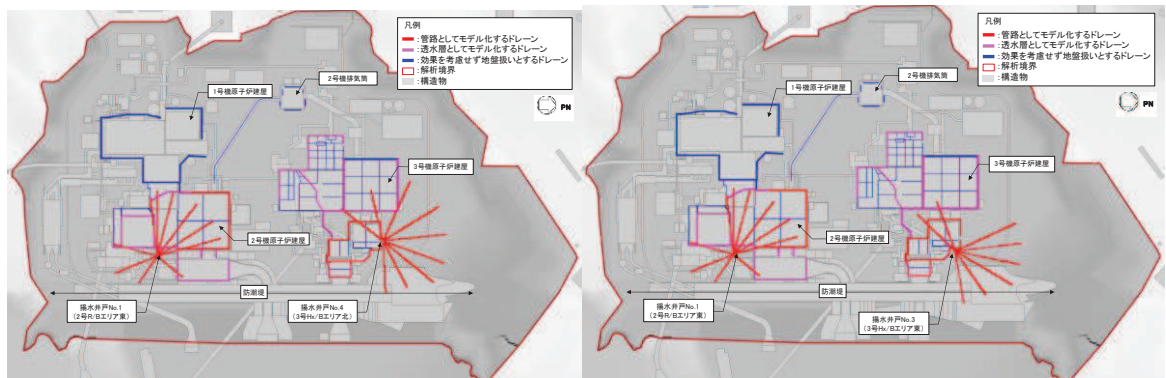 凡例
:管路としてモデル化するドレーン
:透水層としてモデル化するドレーン
:効果を考慮せず地盤扱いとするドレーン
:解析境界
:構造物
PN
2号機排気筒
1号機原子炉建屋
3号機原子炉建屋
2号機原子炉建屋
防潮堤
揚水井戸No.1
(2号R/Bエリア東)
揚水井戸No.4
(3号Hx/Bエリア北)
凡例
:管路としてモデル化するドレーン
:透水層としてモデル化するドレーン
:効果を考慮せず地盤扱いとするドレーン
:解析境界
:構造物
PN
2号機排気筒
1号機原子炉建屋
3号機原子炉建屋
2号機原子炉建屋
防潮堤
揚水井戸No.1
(2号R/Bエリア東)
揚水井戸No.3
(3号Hx/Bエリア東)